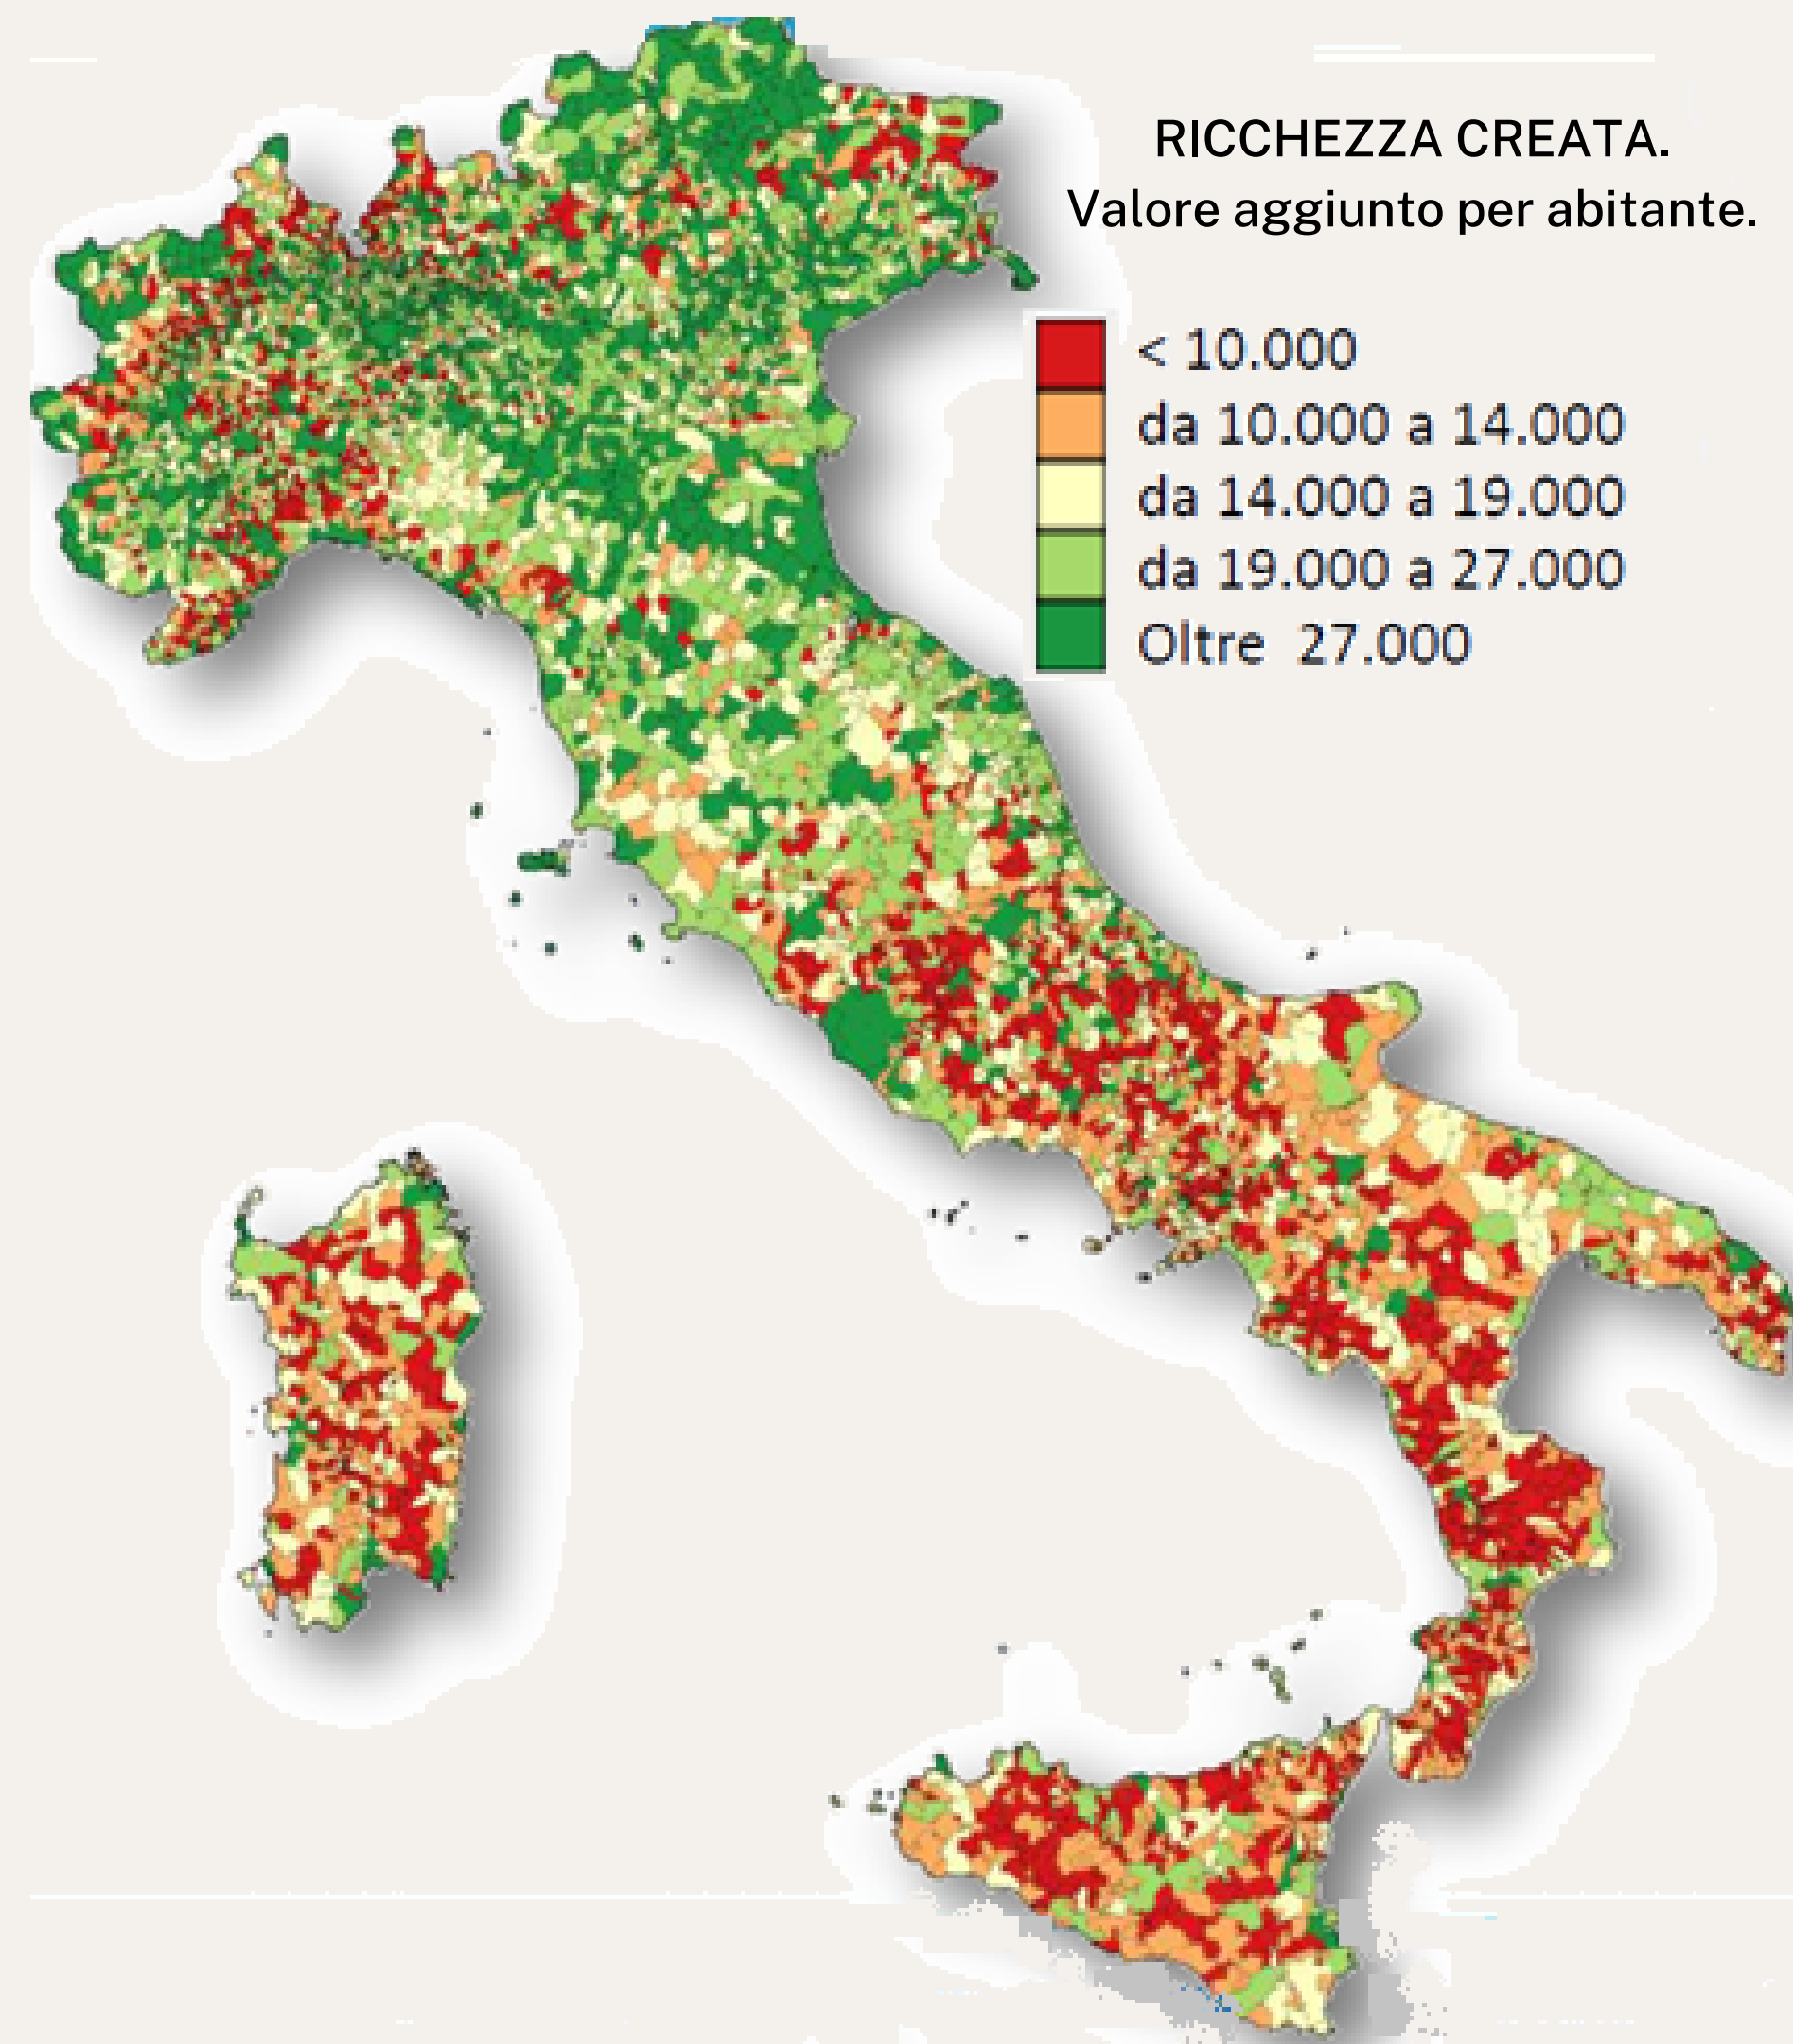 RICCHEZZA CREATA.
Valore aggiunto per abitante.
< 10.000
da 10.000 a 14.000
da 14.000 a 19.000
da 19.000 a 27.000
Oltre 27.000